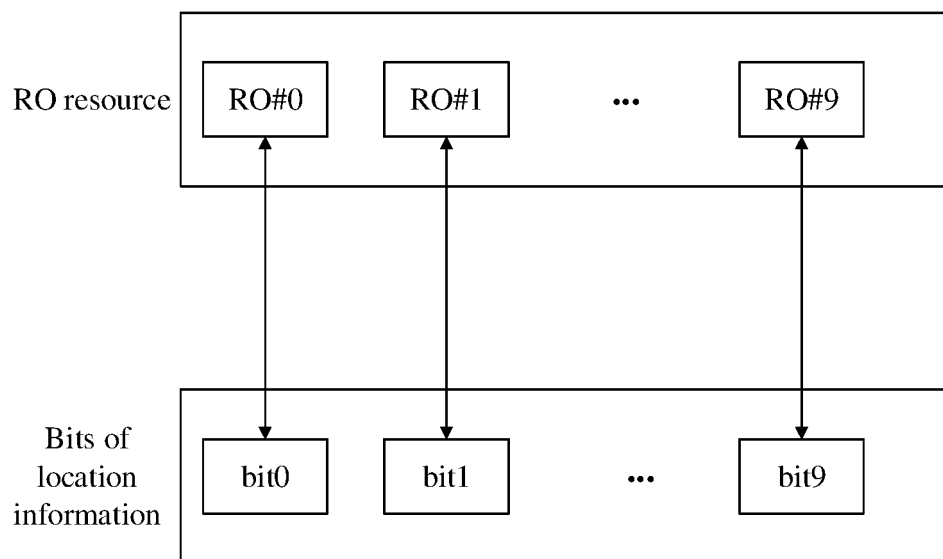 RO resource
RO#0
RO#1
...
RO#9
Bits of
location
information
bit0
bit1
...
bit9